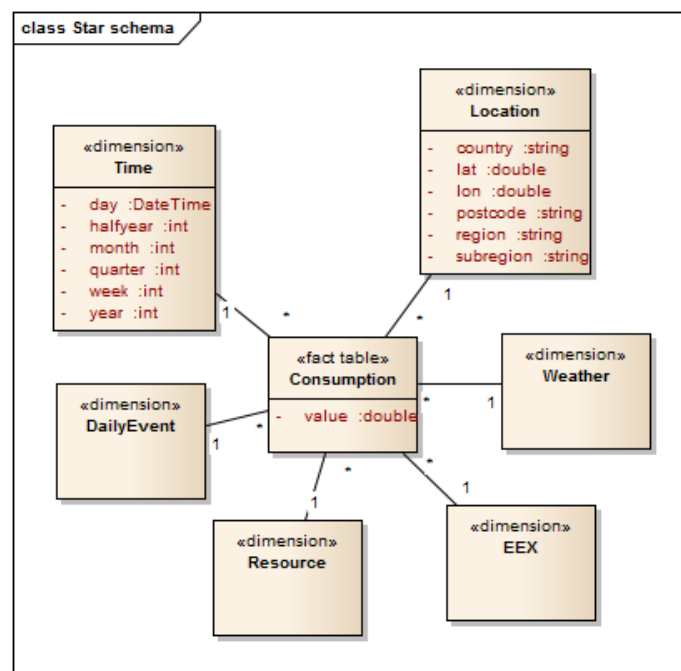 class Star schema
«dimension»
Location
- country :string
- lat :double
- lon :double
- postcode :string
- region :string
- subregion :string
«dimension»
Time
- day :DateTime
- halfyear :int
- month :int
- quarter :int
- week :int
- year :int
1
*
1
*
«fact table»
Consumption
- value :double
«dimension»
Weather
*
1
«dimension»
DailyEvent
1
*
*
1
*
1
«dimension»
Resource
«dimension»
EEX